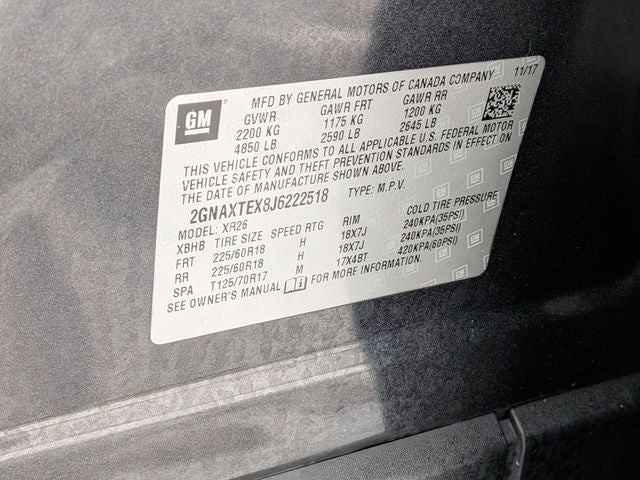 GM
MFD BY GENERAL MOTORS OF CANADA COMPANY 11/17
GVWR GAWR FRT GAWR RR
2200 KG 1175 KG 1200 KG
4850 LB 2590 LB 2645 LB
THIS VEHICLE CONFORMS TO ALL APPLICABLE U.S. FEDERAL MOTOR
VEHICLE SAFETY AND THEFT PREVENTION STANDARDS IN EFFECT ON
THE DATE OF MANUFACTURE SHOWN ABOVE.
2GNAXTEX8J6222518 TYPE: M.P.V.
MODEL: XR26
XBHB TIRE SIZE SPEED RTG RIM COLD TIRE PRESSURE
FRT 225/60R18 H 18X7J 240KPA(35PSI)
RR 225/60R18 H 18X7J 240KPA(35PSI)
SPA T125/70R17 M 17X4BT 420KPA(60PSI)
SEE OWNER'S MANUAL FOR MORE INFORMATION.